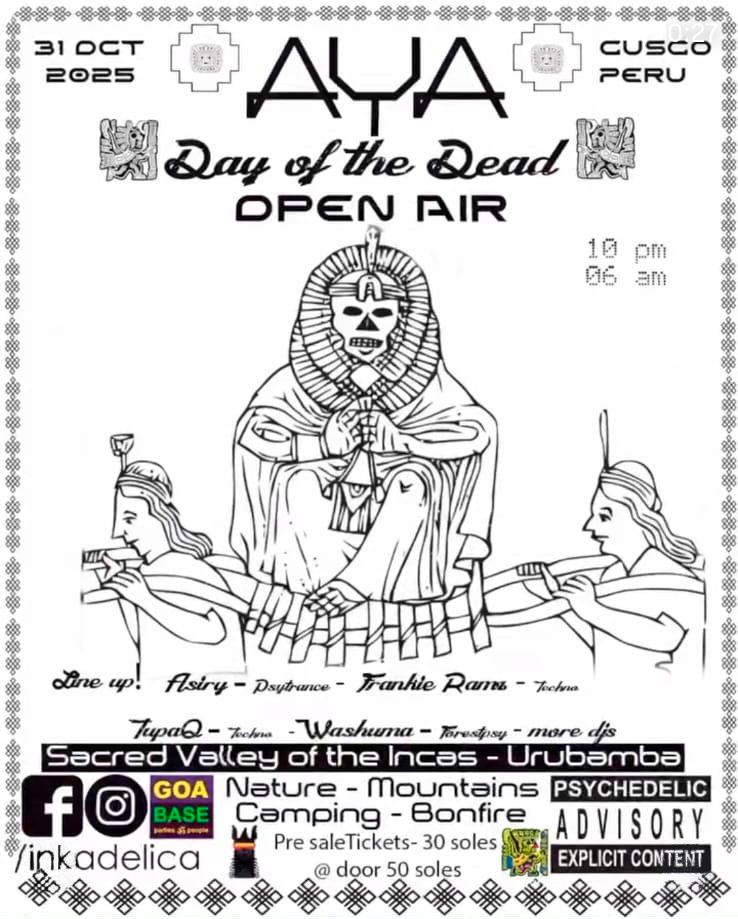 31 OCT
2025
AYA
CUSCO
PERU
0:27
Day of the Dead
OPEN AIR
10 pm
06 am
Line up! Asiry - Psytrance - Frankie Rams - Techno
TupaQ - Techno - Washuma - Forestpsy - more djs
Sacred Valley of the Incas - Urubamba
GOA
BASE
parties & people
/inkadelica
Nature - Mountains
Camping - Bonfire
Pre saleTickets- 30 soles
@ door 50 soles
PSYCHEDELIC
ADVISORY
EXPLICIT CONTENT